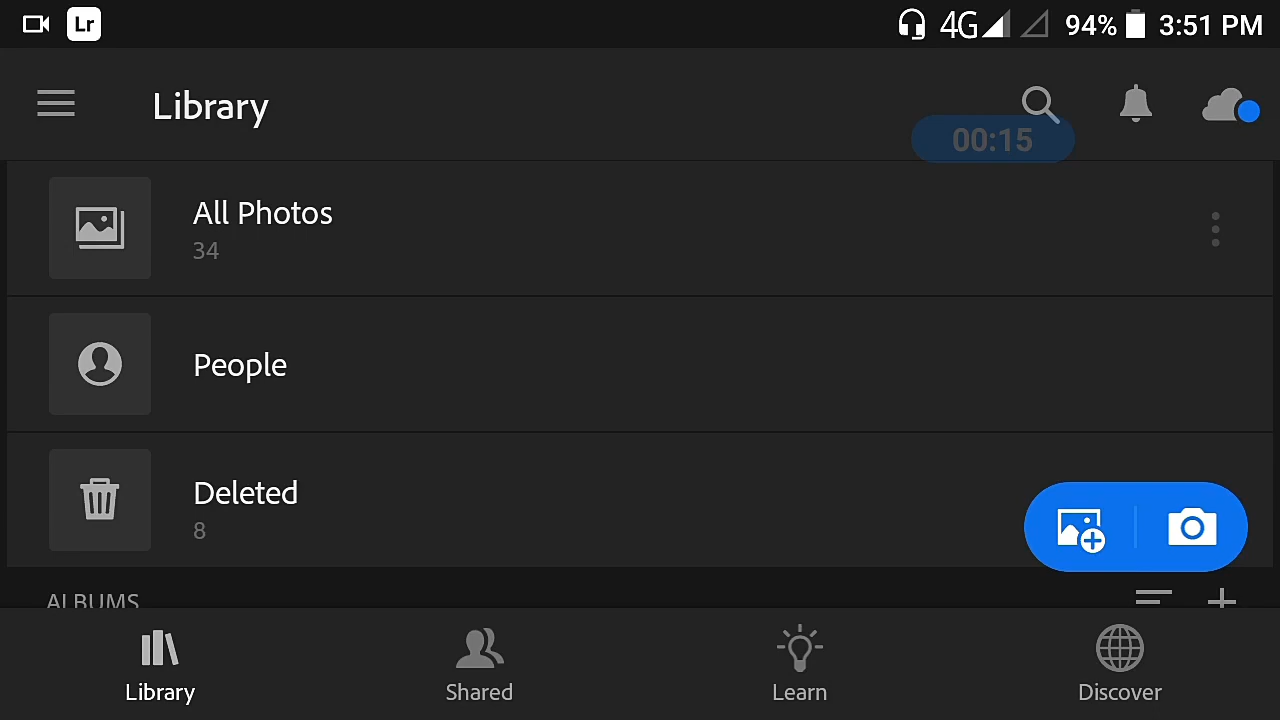 Lr 4G 94% 3:51 PM
Library
00:15
All Photos
34
People
Deleted
8
ALBUMS
Library Shared Learn Discover